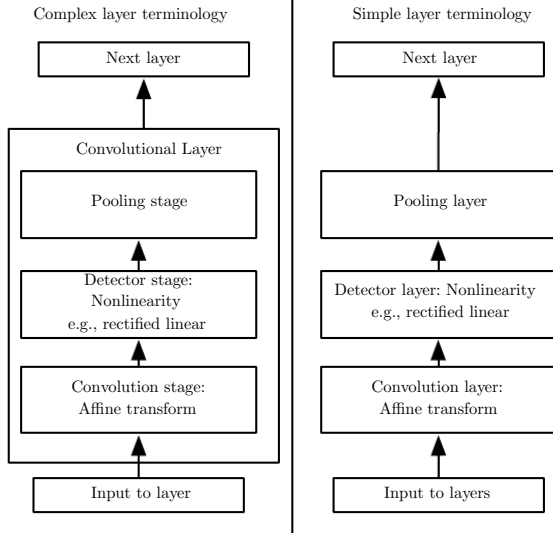 Complex layer terminology
Next layer
Convolutional Layer
Pooling stage
Detector stage:
Nonlinearity
e.g., rectified linear
Convolution stage:
Affine transform
Input to layer
Simple layer terminology
Next layer
Pooling layer
Detector layer: Nonlinearity
e.g., rectified linear
Convolution layer:
Affine transform
Input to layers